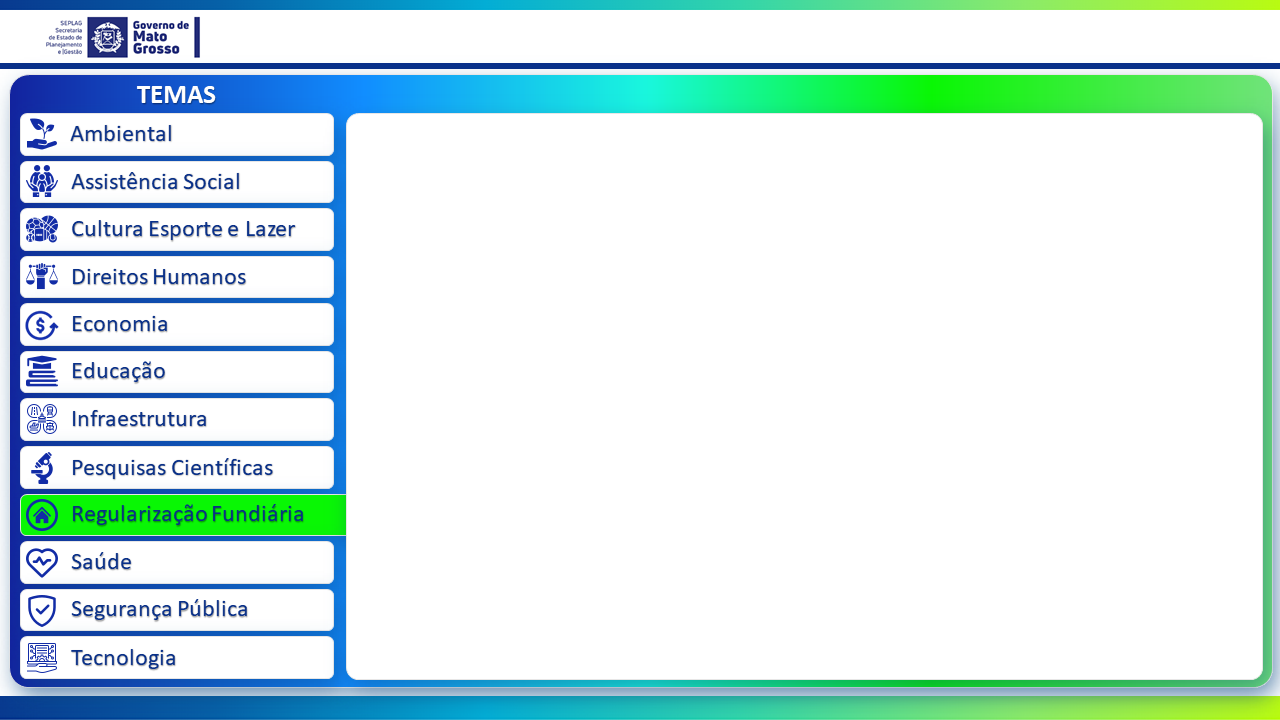 SEPLAG
Secretaria
de Estado de
Planejamento
e |Gestão
Governo de
Mato
Grosso
TEMAS
Ambiental
Assistência Social
Cultura Esporte e Lazer
Direitos Humanos
Economia
Educação
Infraestrutura
Pesquisas Científicas
Regularização Fundiária
Saúde
Segurança Pública
Tecnologia